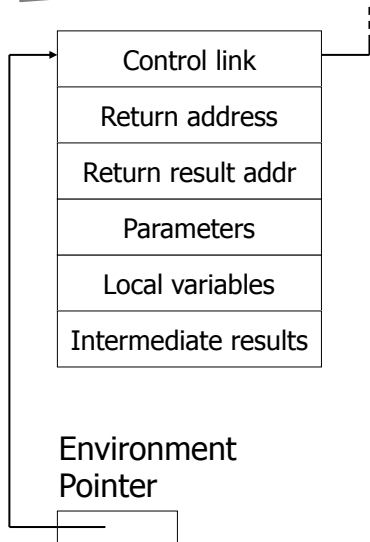 Control link
Return address
Return result addr
Parameters
Local variables
Intermediate results
Environment
Pointer